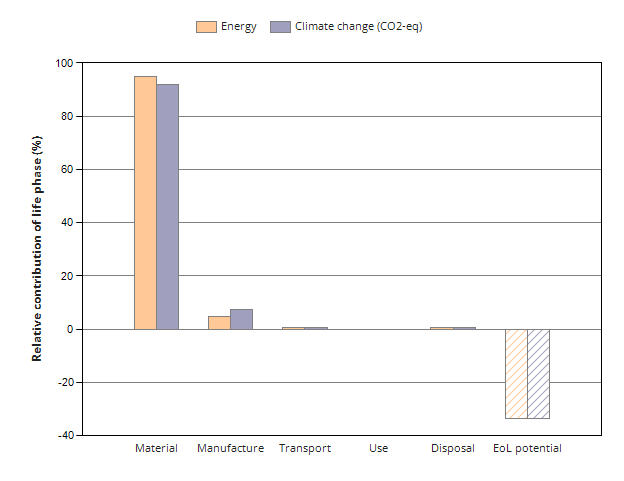 Energy Climate change (CO2-eq)
Relative contribution of life phase (%)
100
80
60
40
20
0
-20
-40
Material Manufacture Transport Use Disposal EoL potential